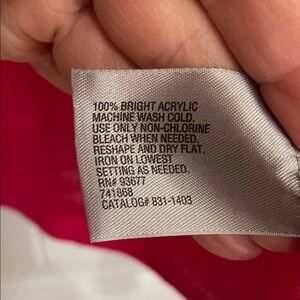 100% BRIGHT ACRYLIC
MACHINE WASH COLD.
USE ONLY NON-CHLORINE
BLEACH WHEN NEEDED.
RESHAPE AND DRY FLAT.
IRON ON LOWEST
SETTING AS NEEDED.
RN# 93677
741868
CATALOG# 831-1403